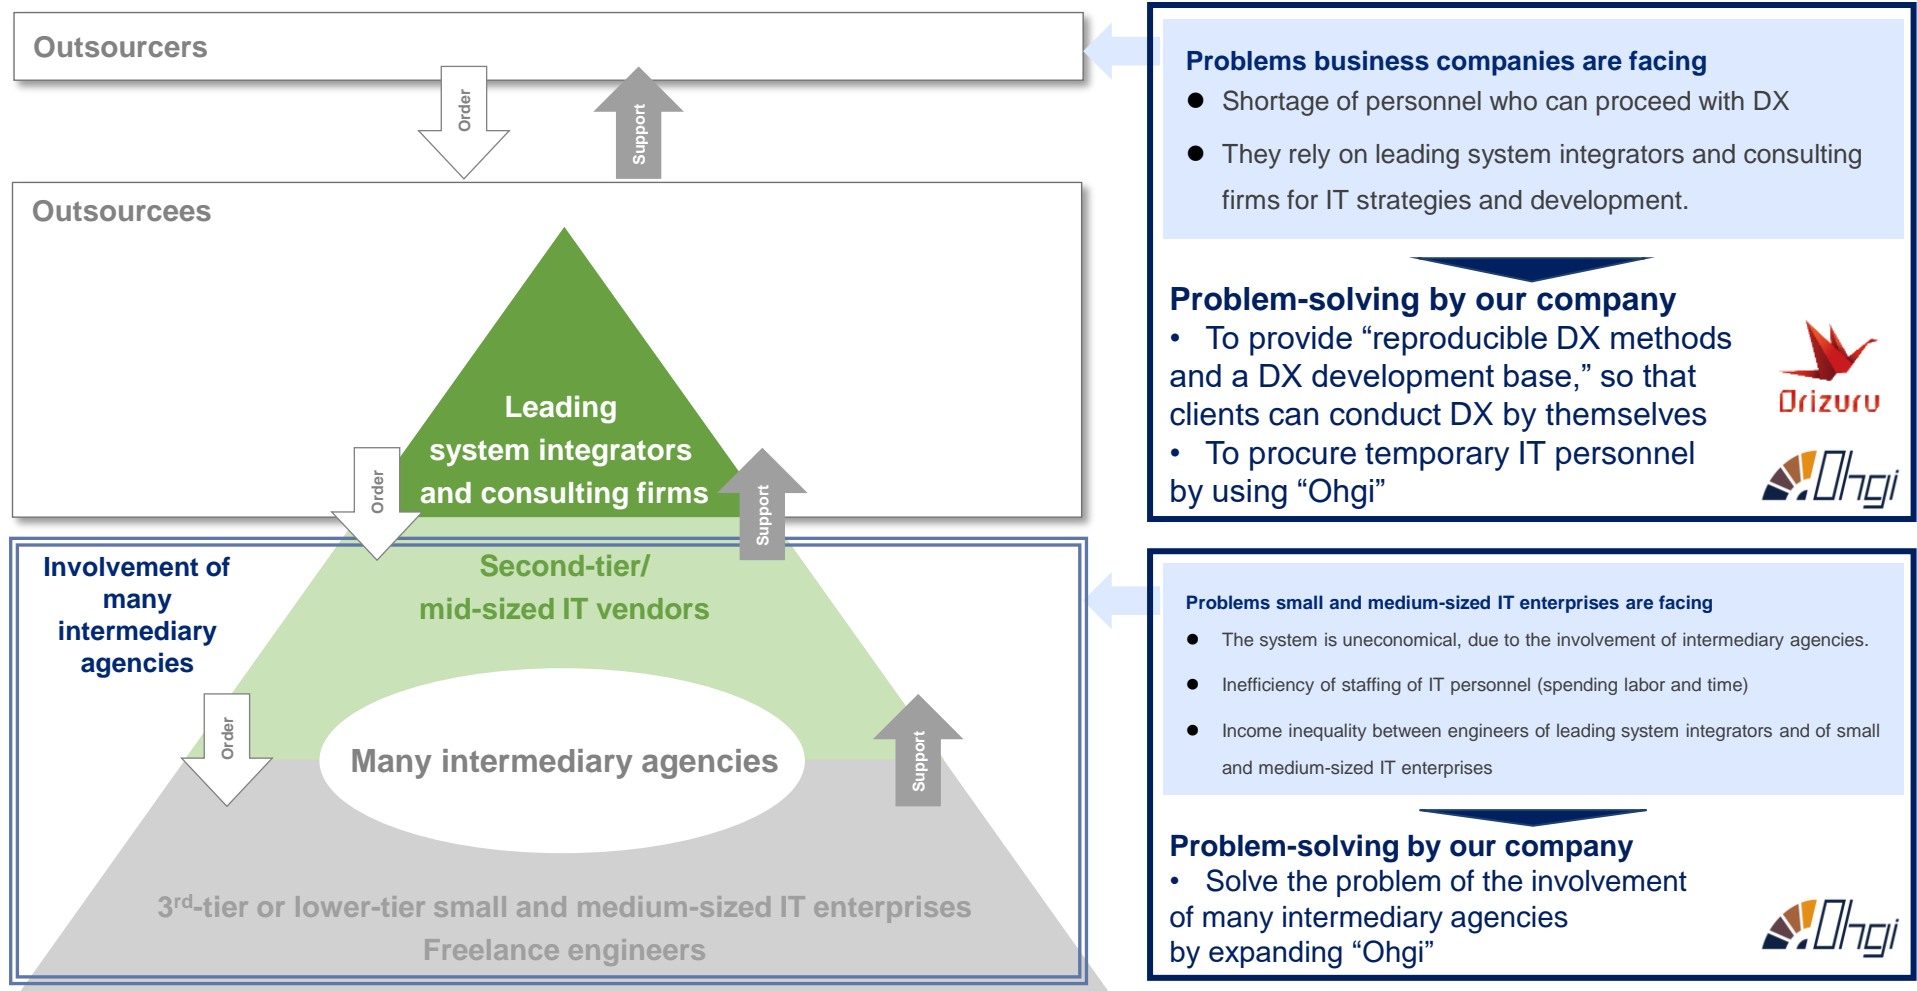 Outsourcers
Order
Support
Outsourcees
Leading
system integrators
and consulting firms
Order
Support
Involvement of
many
intermediary
agencies
Second-tier/
mid-sized IT vendors
Order
Support
Many intermediary agencies
3rd-tier or lower-tier small and medium-sized IT enterprises
Freelance engineers
Problems business companies are facing
● Shortage of personnel who can proceed with DX
● They rely on leading system integrators and consulting
firms for IT strategies and development.
Problem-solving by our company
• To provide “reproducible DX methods
and a DX development base,” so that
clients can conduct DX by themselves
• To procure temporary IT personnel
by using “Ohgi”
Orizuru
Ohgi
Problems small and medium-sized IT enterprises are facing
● The system is uneconomical, due to the involvement of intermediary agencies.
● Inefficiency of staffing of IT personnel (spending labor and time)
● Income inequality between engineers of leading system integrators and of small
and medium-sized IT enterprises
Problem-solving by our company
• Solve the problem of the involvement
of many intermediary agencies
by expanding “Ohgi”
Ohgi